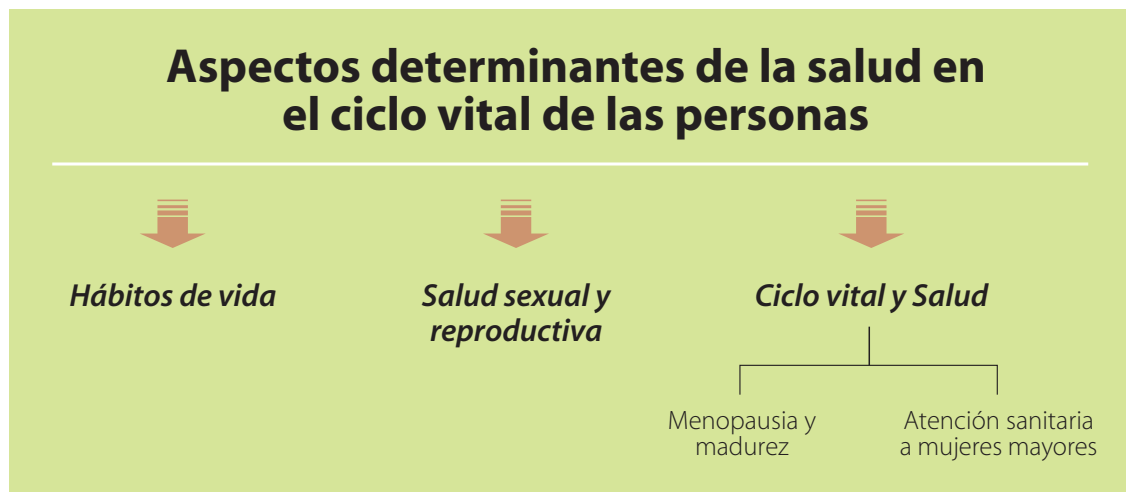 Aspectos determinantes de la salud en
el ciclo vital de las personas
Hábitos de vida
Salud sexual y
reproductiva
Ciclo vital y Salud
Menopausia y
madurez
Atención sanitaria
a mujeres mayores